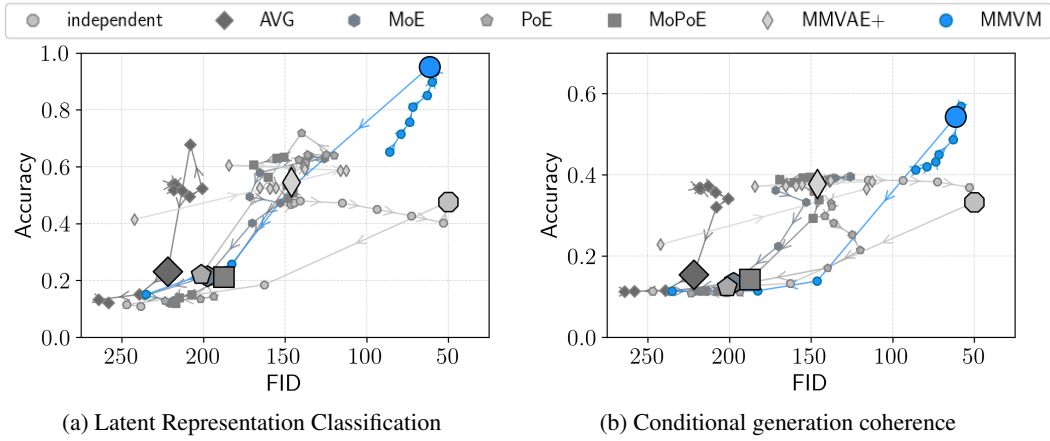 independent AVG MoE PoE MoPoE MMVAE+ MMVM
1.0
0.8
0.6
0.4
0.2
0.0
Accuracy
250 200 150 100 50
FID
(a) Latent Representation Classification
0.6
0.4
0.2
0.0
Accuracy
250 200 150 100 50
FID
(b) Conditional generation coherence